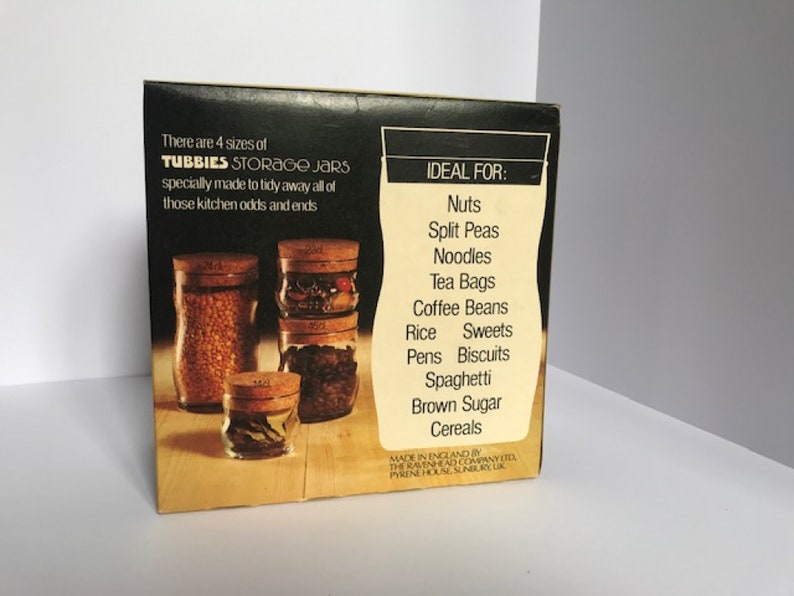 There are 4 sizes of
TUBBIES STORAGE JARS
specially made to tidy away all of
those kitchen odds and ends
IDEAL FOR:
Nuts
Split Peas
Noodles
Tea Bags
Coffee Beans
Rice Sweets
Pens Biscuits
Spaghetti
Brown Sugar
Cereals
45cl
14cl
MADE IN ENGLAND BY
THE RAVENHEAD COMPANY LTD,
PYRENE HOUSE, SUNBURY, U.K.